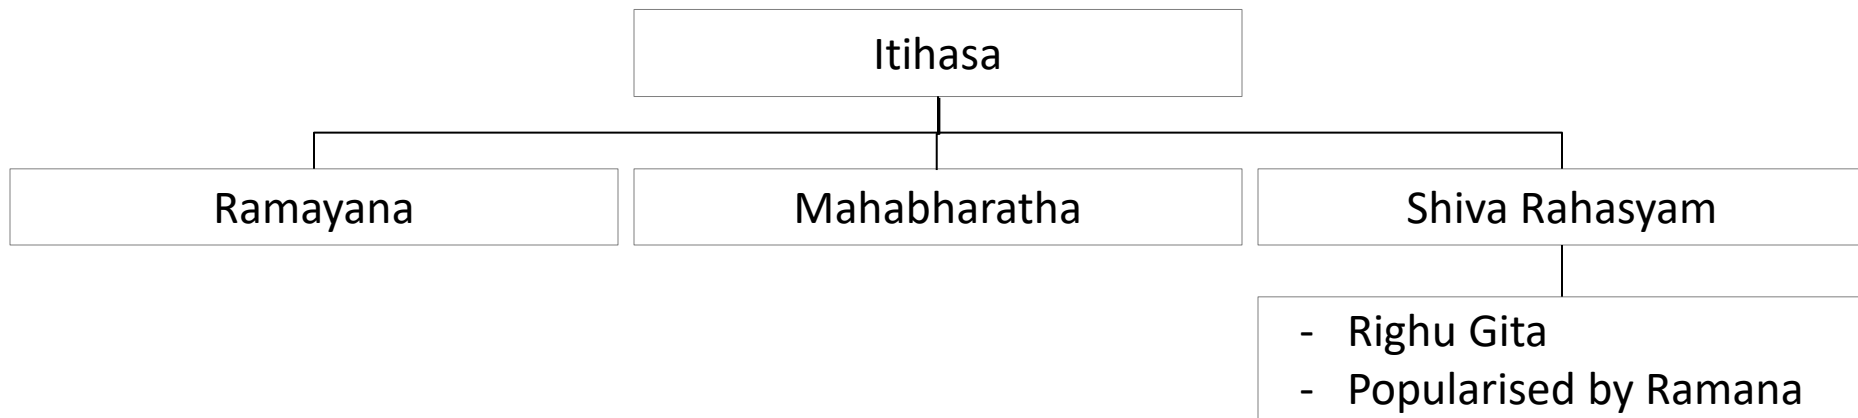 Itihasa
Ramayana
Mahabharatha
Shiva Rahasyam
- Righu Gita
- Popularised by Ramana